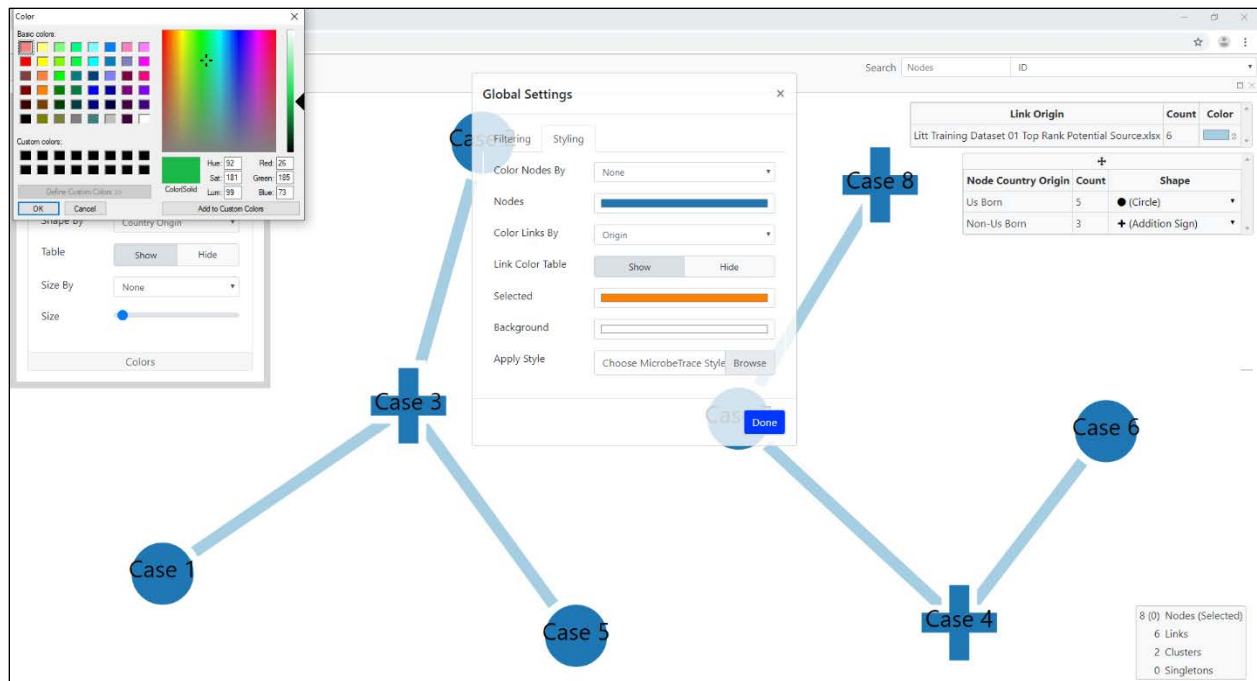 Color
Basic colors:
Custom colors:
Define Custom Colors >>
OK Cancel
Color|Solid
Hue: 92 Red: 26
Sat: 181 Green: 185
Lum: 99 Blue: 73
Add to Custom Colors
Search Nodes ID
Shape By Country Origin
Table Show Hide
Size By None
Size
Colors
Global Settings
Filtering Styling
Color Nodes By None
Nodes
Color Links By Origin
Link Color Table Show Hide
Selected
Background
Apply Style Choose MicrobeTrace Style Browse
Done
Link Origin Count Color
Litt Training Dataset 01 Top Rank Potential Source.xlsx 6
Node Country Origin Count Shape
Us Born 5 (Circle)
Non-Us Born 3 (Addition Sign)
Case 8
Case 3
Case 6
Case 1
Case 5
Case 4
8 (0) Nodes (Selected)
6 Links
2 Clusters
0 Singletons